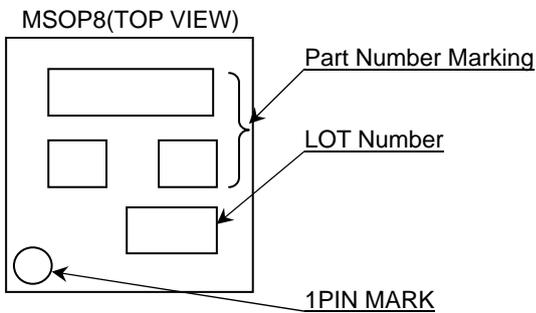 MSOP8(TOP VIEW)
Part Number Marking
LOT Number
1PIN MARK